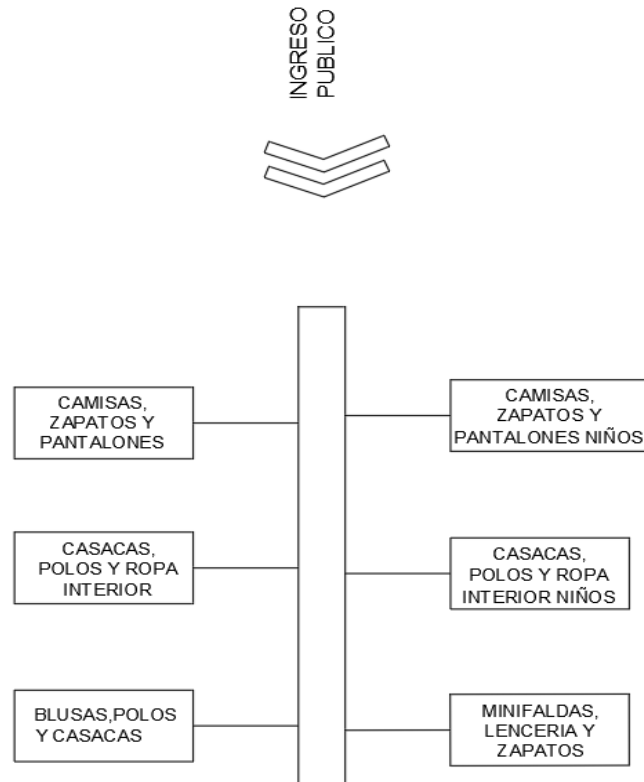 INGRESO
PUBLICO
CAMISAS,
ZAPATOS Y
PANTALONES
CAMISAS,
ZAPATOS Y
PANTALONES NIÑOS
CASACAS,
POLOS Y ROPA
INTERIOR
CASACAS,
POLOS Y ROPA
INTERIOR NIÑOS
BLUSAS,POLOS
Y CASACAS
MINIFALDAS,
LENCERIA Y
ZAPATOS